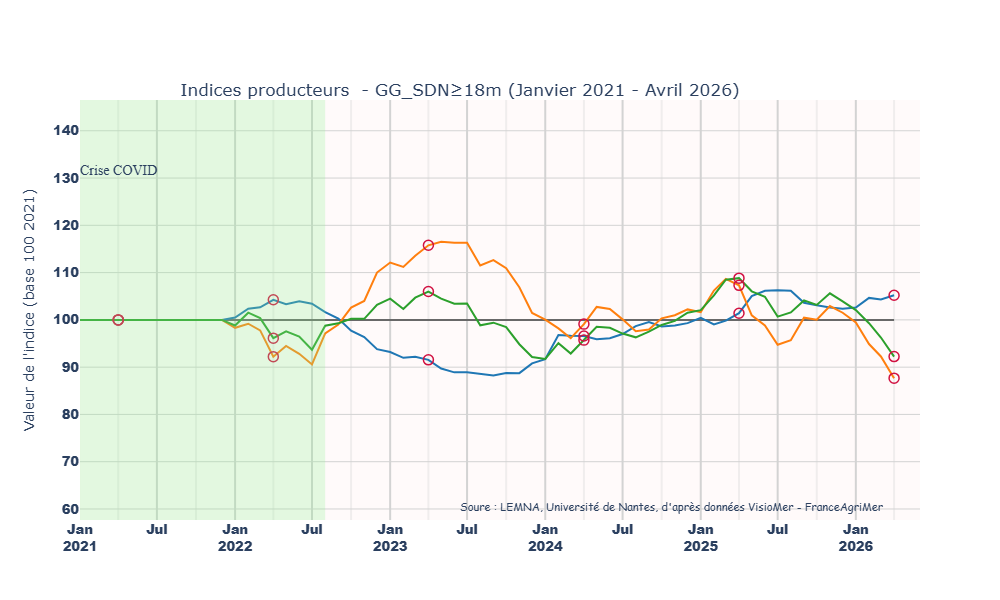 Indices producteurs  - GG_SDN≥18m (Janvier 2021 - Avril 2026)
Valeur de l'indice (base 100 2021)
140
130
120
110
100
90
80
70
60
Crise COVID
Soure : LEMNA, Université de Nantes, d'après données VisioMer - FranceAgriMer
Jan Jul Jan Jul Jan Jul Jan Jul Jan Jul Jan
2021 2022 2023 2024 2025 2026